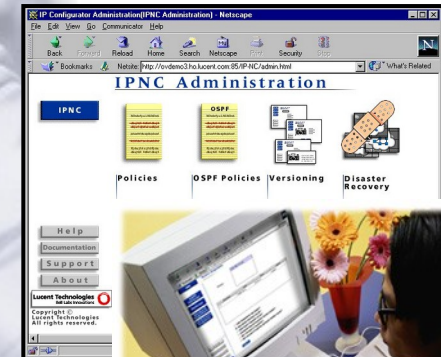 IP Configurator Administration(IPNC Administration) - Netscape
File Edit View Go Communicator Help
Back Forward Reload Home Search Netscape Print Security Stop
Bookmarks Netsite: http://ovdemo3.ho.lucent.com:85/IP-NC/admin.html What's Related
N
IPNC Administration
IPNC
OSPF
Policies
OSPF Policies
Versioning
Disaster
Recovery
Help
Documentation
Support
About
Lucent Technologies
Bell Labs Innovations
Copyright ©
Lucent Technologies
All rights reserved.